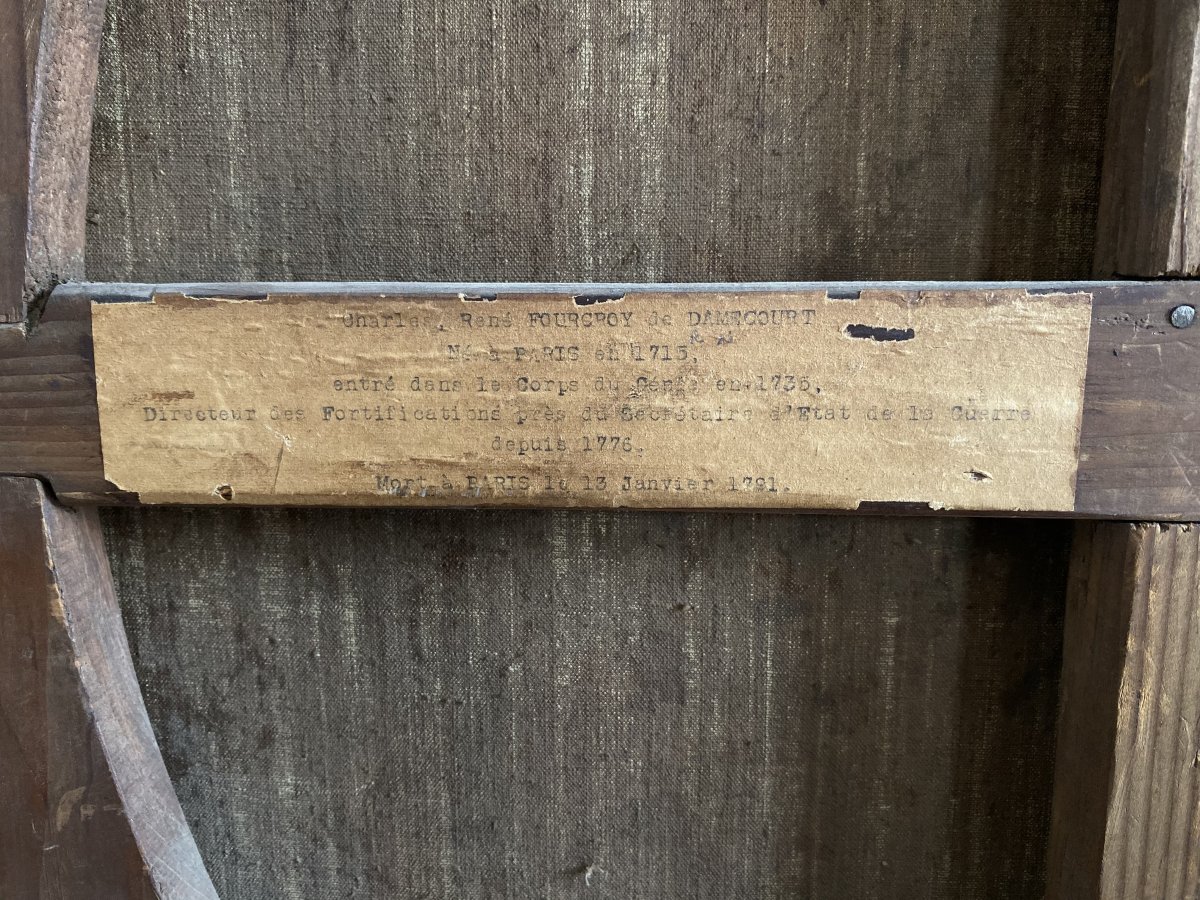 Charles, René FOURCROY de DAMECOURT
Né à PARIS en 1715,
entré dans le Corps du Génie en 1735,
Directeur des Fortifications près du Secrétaire d'Etat de la Guerre
depuis 1776.
Mort à PARIS le 13 Janvier 1791.